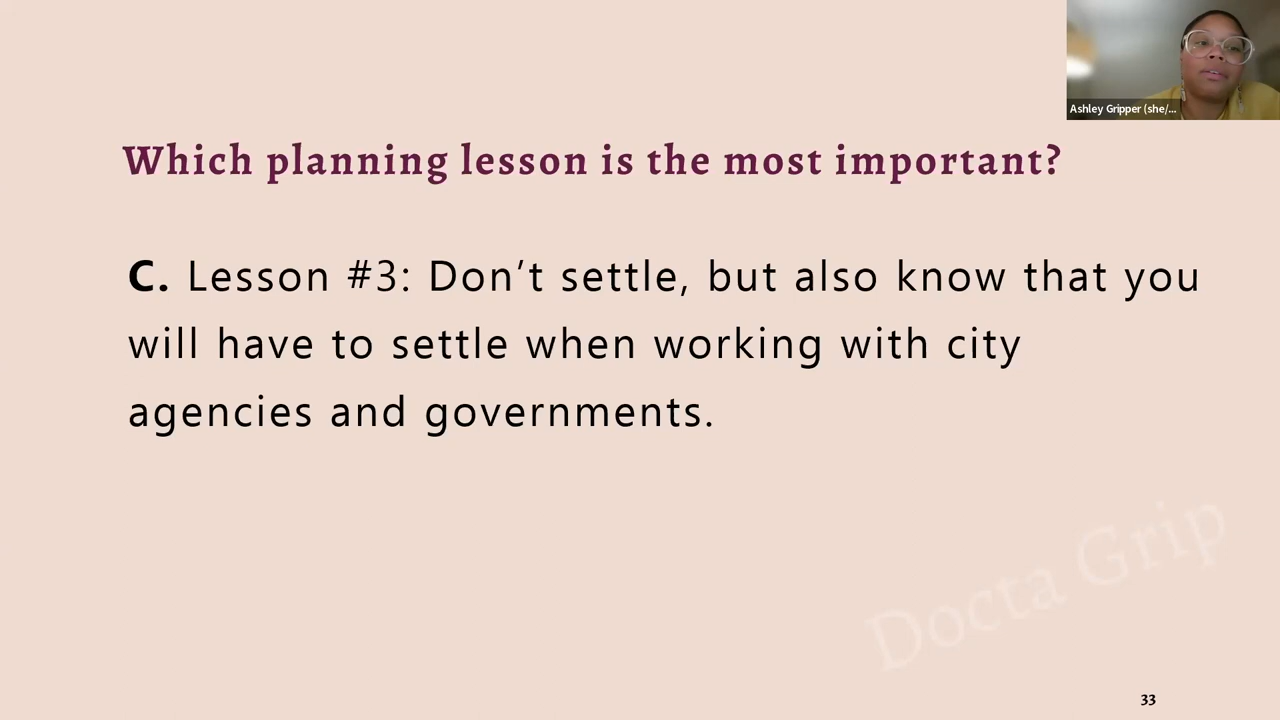 Ashley Gripper (she/...
Which planning lesson is the most important?
C. Lesson #3: Don’t settle, but also know that you
will have to settle when working with city
agencies and governments.
Docta Grip
33